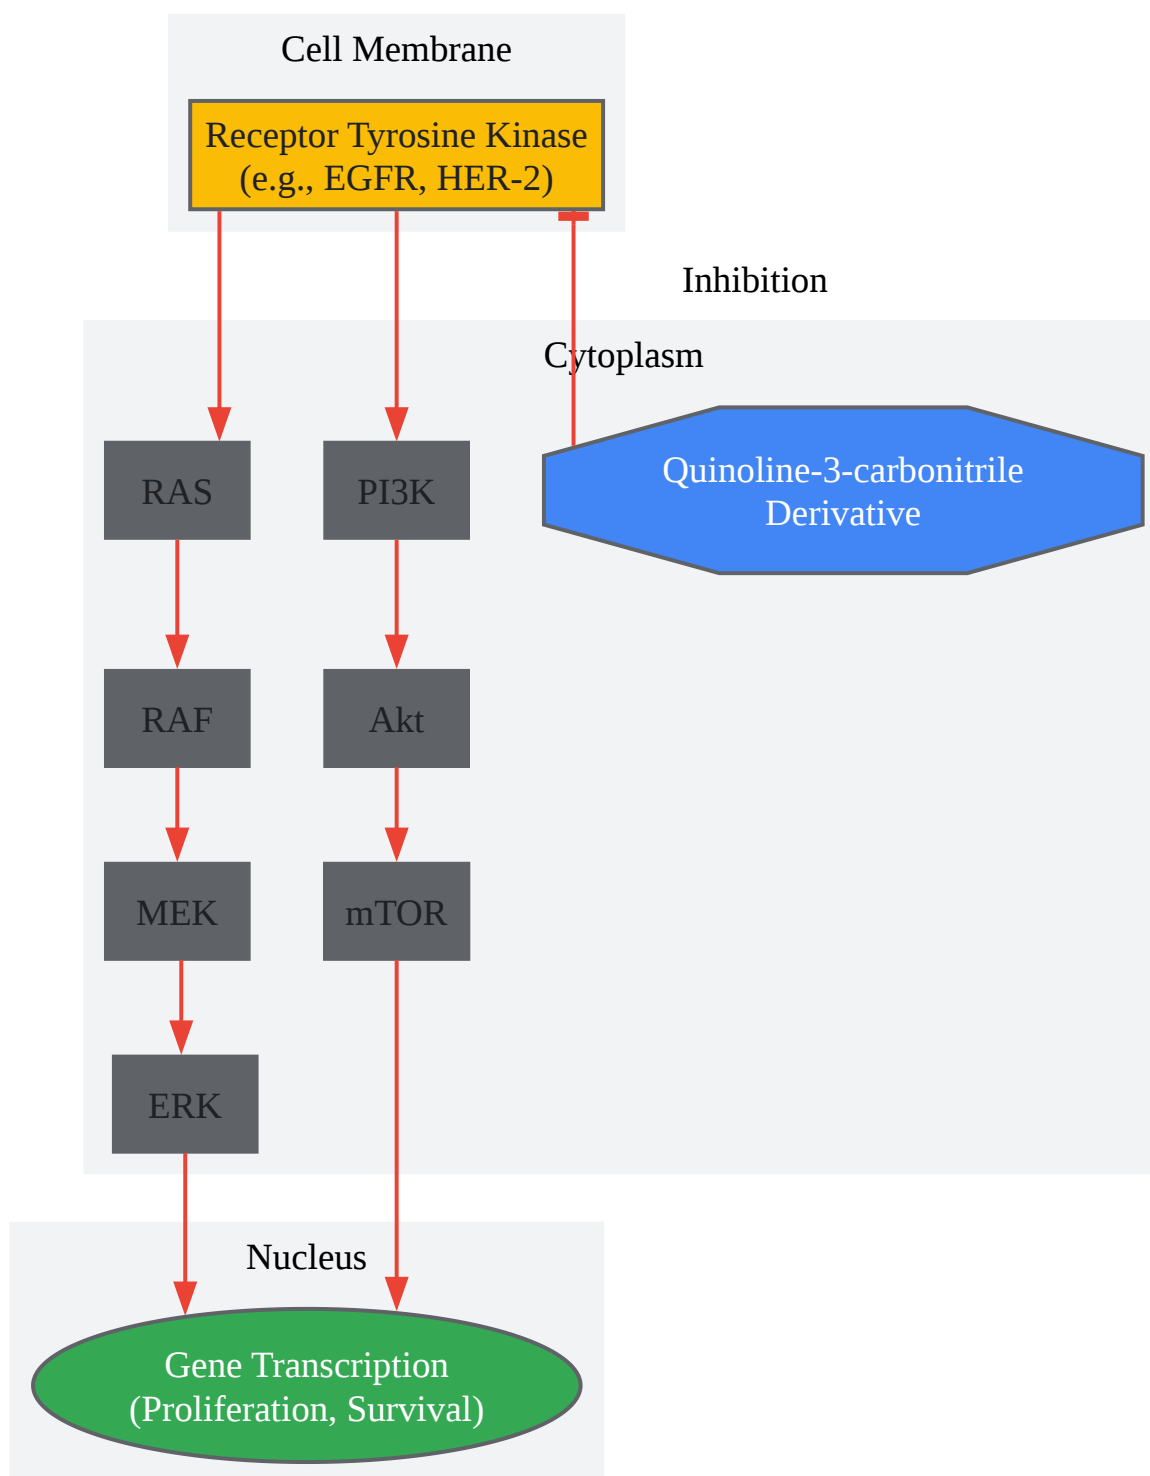 Cell Membrane
Receptor Tyrosine Kinase
(e.g., EGFR, HER-2)
Inhibition
Cytoplasm
RAS
PI3K
Quinoline-3-carbonitrile
Derivative
RAF
Akt
MEK
mTOR
ERK
Nucleus
Gene Transcription
(Proliferation, Survival)